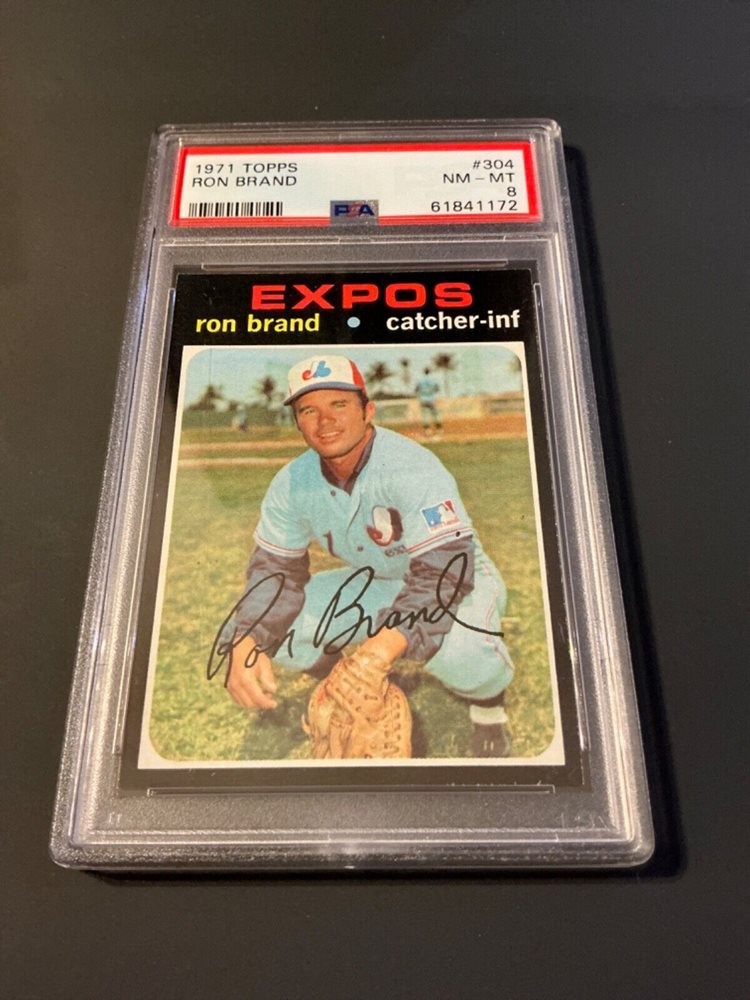 1971 TOPPS #304
RON BRAND NM - MT
8
PSA 61841172
EXPOS
ron brand • catcher-inf
Ron Brand